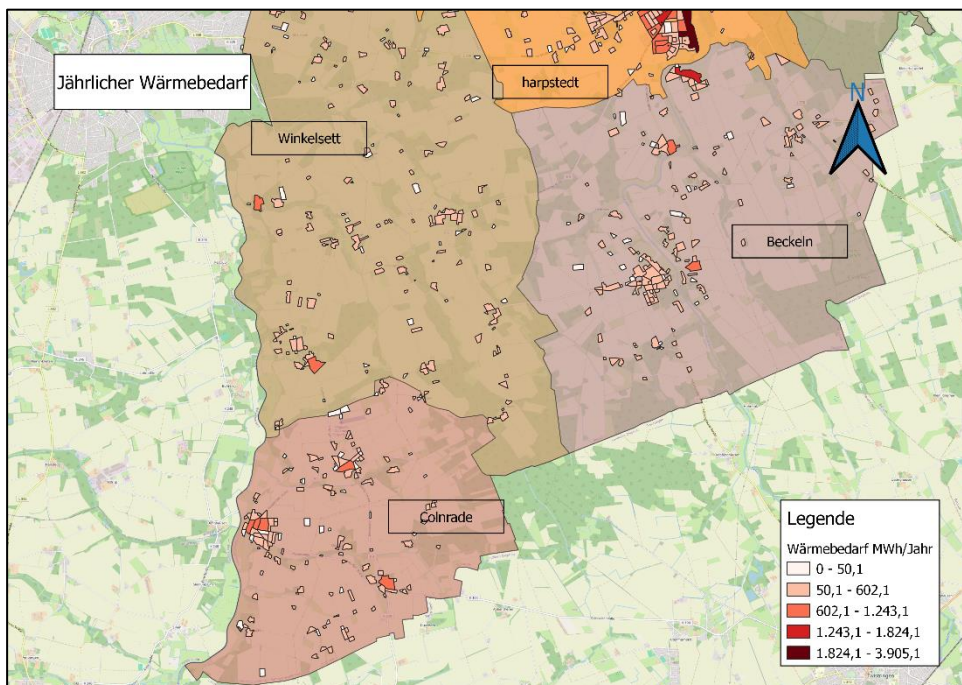 Jährlicher Wärmebedarf
harpstedt
N
Winkelsett
Beckeln
Colnrade
Legende
Wärmebedarf MWh/Jahr
0 - 50,1
50,1 - 602,1
602,1 - 1.243,1
1.243,1 - 1.824,1
1.824,1 - 3.905,1